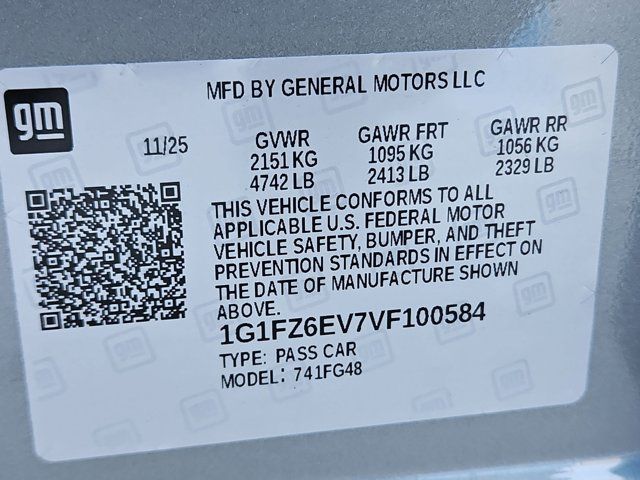 MFD BY GENERAL MOTORS LLC
gm
11/25
GVWR GAWR FRT GAWR RR
2151 KG 1095 KG 1056 KG
4742 LB 2413 LB 2329 LB
THIS VEHICLE CONFORMS TO ALL
APPLICABLE U.S. FEDERAL MOTOR
VEHICLE SAFETY, BUMPER, AND THEFT
PREVENTION STANDARDS IN EFFECT ON
THE DATE OF MANUFACTURE SHOWN
ABOVE.
1G1FZ6EV7VF100584
TYPE: PASS CAR
MODEL: 741FG48